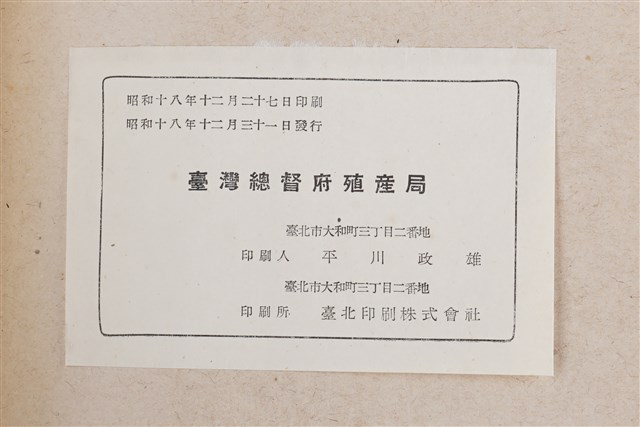 昭和十八年十二月二十七日印刷
昭和十八年十二月三十一日發行
臺灣總督府殖産局
臺北市大和町三丁目二番地
印刷人 平川政雄
臺北市大和町三丁目二番地
印刷所 臺北印刷株式會社